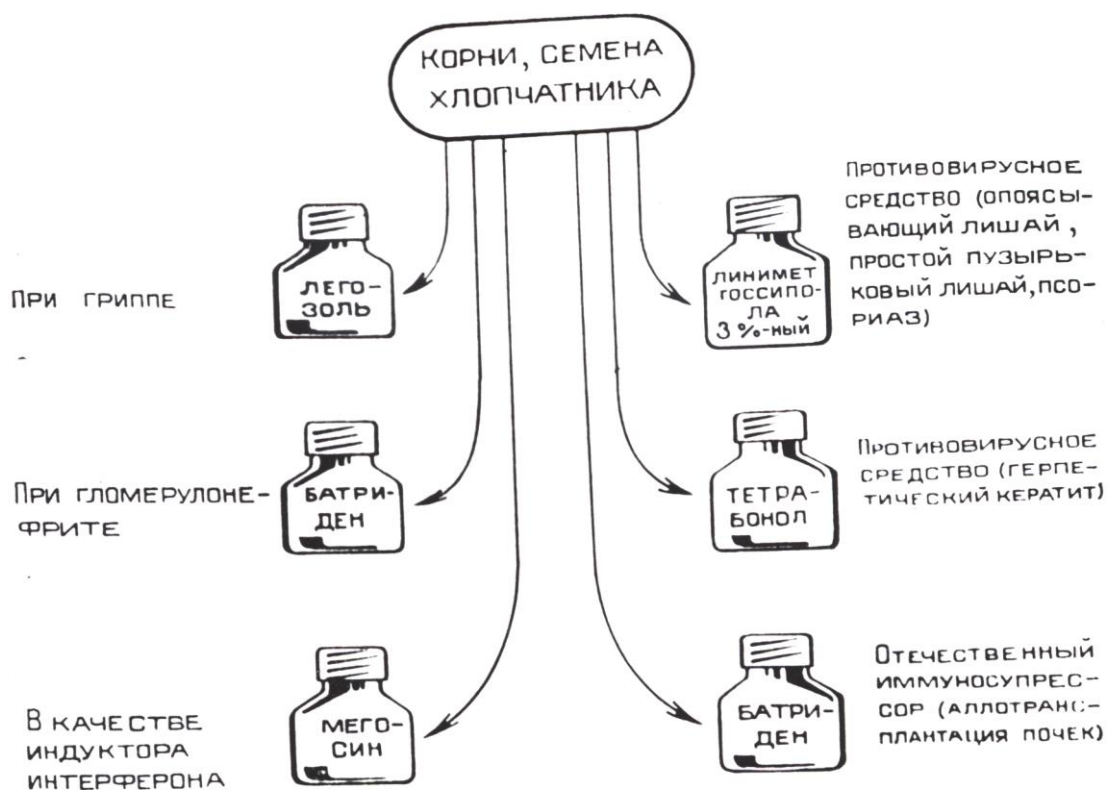 КОРНИ, СЕМЕНА
ХЛОПЧАТНИКА
ПРИ ГРИППЕ
ЛЕГО-
ЗОЛЬ
ЛИНИМЕТ
ГОССИПО-
ЛА
3%-ный
ПРОТИВОВИРУСНОЕ
СРЕДСТВО (ОПОЯСЫ-
ВАЮЩИЙ ЛИШАЙ,
ПРОСТОЙ ПУЗЫРЬ-
КОВЫЙ ЛИШАЙ, ПСО-
РИАЗ)
ПРИ ГЛОМЕРУЛОНЕ-
ФРИТЕ
БАТРИ-
ДЕН
ТЕТРА-
БОНОЛ
ПРОТИВОВИРУСНОЕ
СРЕДСТВО (ГЕРПЕ-
ТИЧЕСКИЙ КЕРАТИТ)
В КАЧЕСТВЕ
ИНДУКТОРА
ИНТЕРФЕРОНА
МЕГО-
СИН
БАТРИ-
ДЕН
ОТЕЧЕСТВЕННЫЙ
ИММУНОСУПРЕС-
СОР (АЛЛОТРАНС-
ПЛАНТАЦИЯ ПОЧЕК)